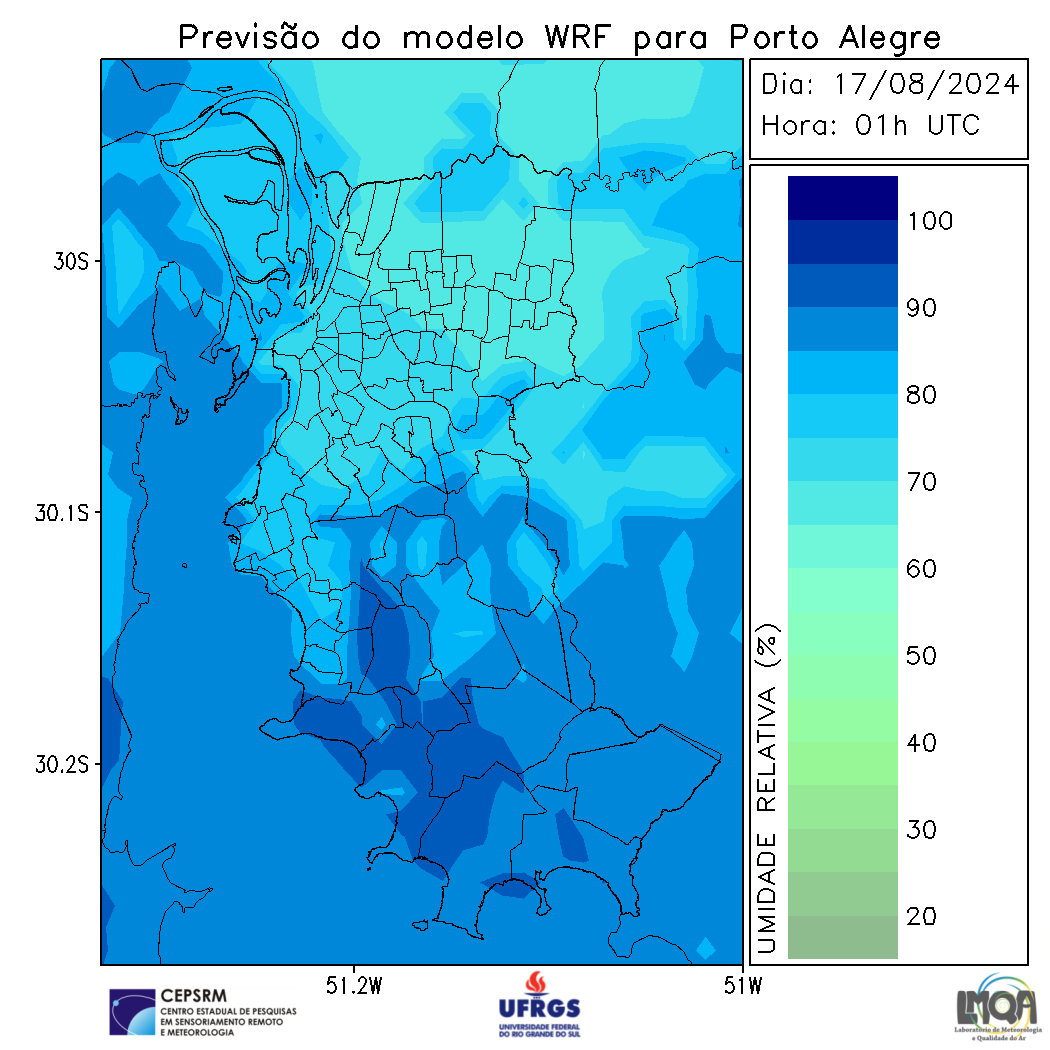 Previsão do modelo WRF para Porto Alegre
Dia: 17/08/2024
Hora: 01h UTC
30S
30.1S
30.2S
51.2W
51W
UMIDADE RELATIVA (%)
100
90
80
70
60
50
40
30
20
CEPSRM
CENTRO ESTADUAL DE PESQUISAS
EM SENSORIAMENTO REMOTO
E METEOROLOGIA
UFRGS
UNIVERSIDADE FEDERAL
DO RIO GRANDE DO SUL
LMQA
Laboratório de Meteorologia
e Qualidade do Ar